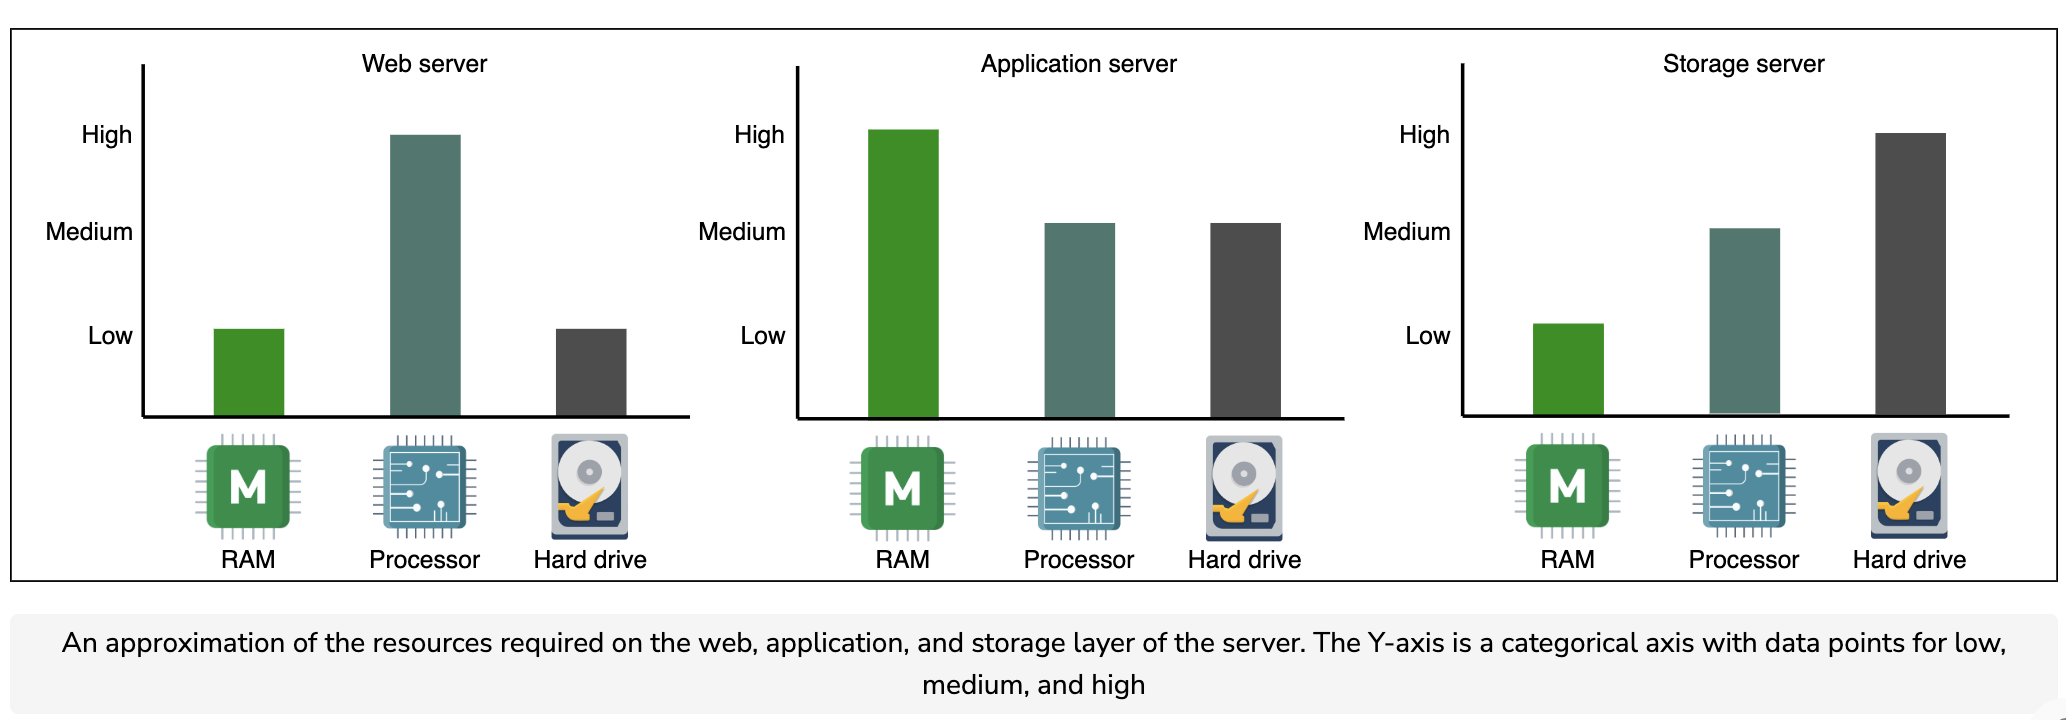 Web server
High
Medium
Low
M
RAM
Processor
Hard drive
Application server
High
Medium
Low
M
RAM
Processor
Hard drive
Storage server
High
Medium
Low
M
RAM
Processor
Hard drive
An approximation of the resources required on the web, application, and storage layer of the server. The Y-axis is a categorical axis with data points for low,
medium, and high